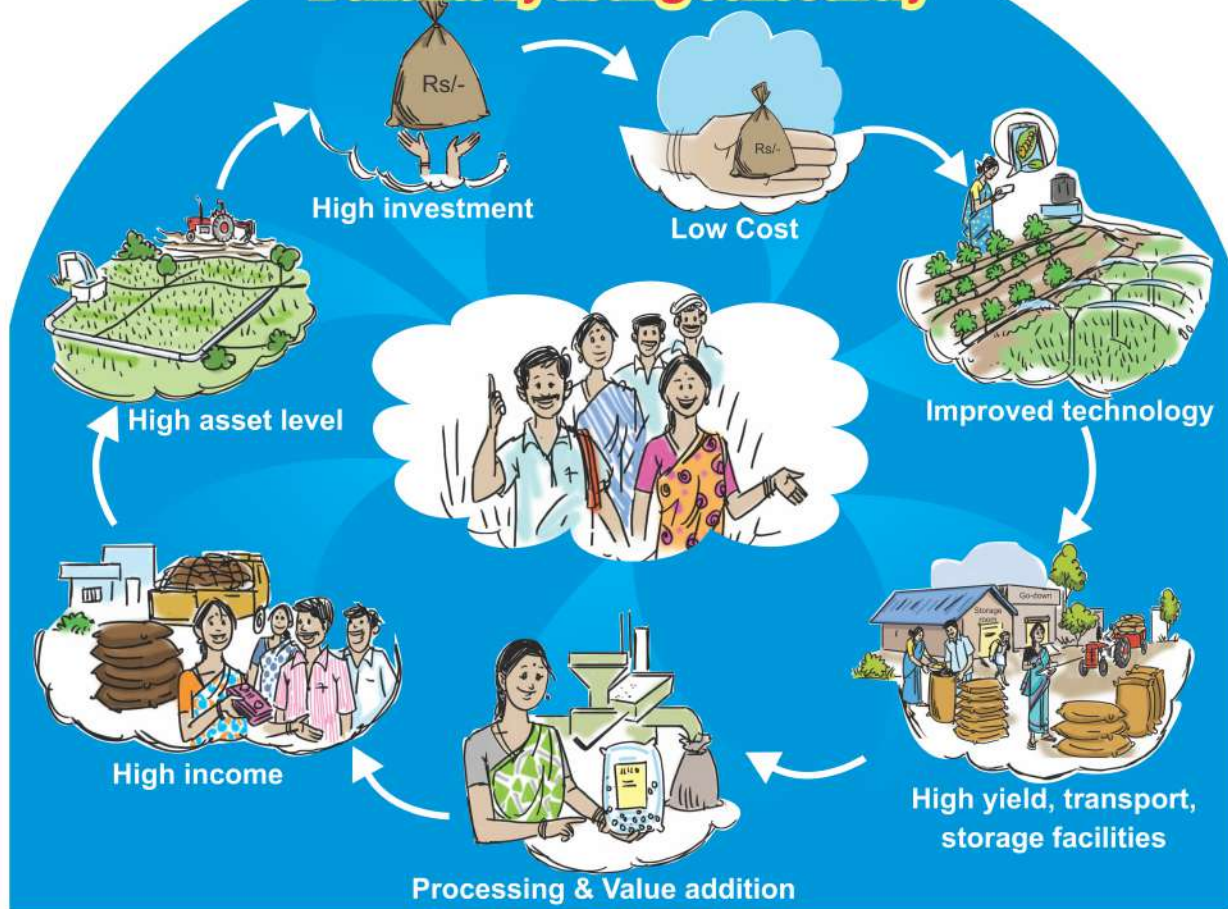 Rs/-
High investment
Rs/-
Low Cost
Improved technology
High asset level
Storage
room
Go-down
High yield, transport,
storage facilities
High income
Processing & Value addition